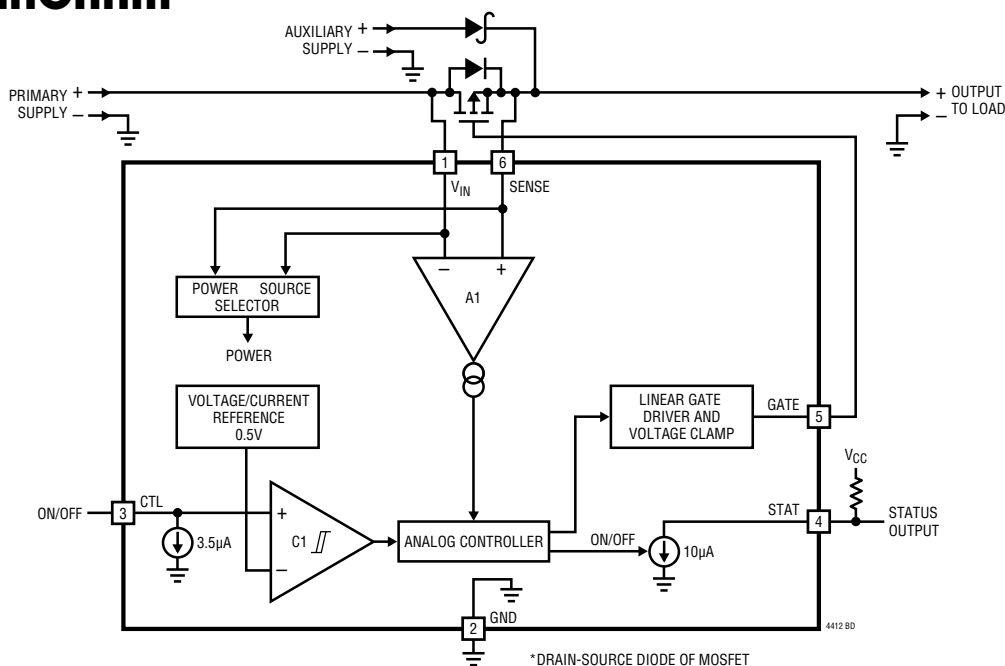 AUXILIARY +
SUPPLY –
PRIMARY +
SUPPLY –
+ OUTPUT
– TO LOAD
1
6
VIN
SENSE
– +
A1
POWER SOURCE
SELECTOR
POWER
VOLTAGE/CURRENT
REFERENCE
0.5V
LINEAR GATE
DRIVER AND
VOLTAGE CLAMP
GATE
5
VCC
ON/OFF
3
CTL
3.5µA
+
C1
–
ANALOG CONTROLLER
ON/OFF
10µA
STAT
4
STATUS
OUTPUT
2
GND
4412 BD
*DRAIN-SOURCE DIODE OF MOSFET